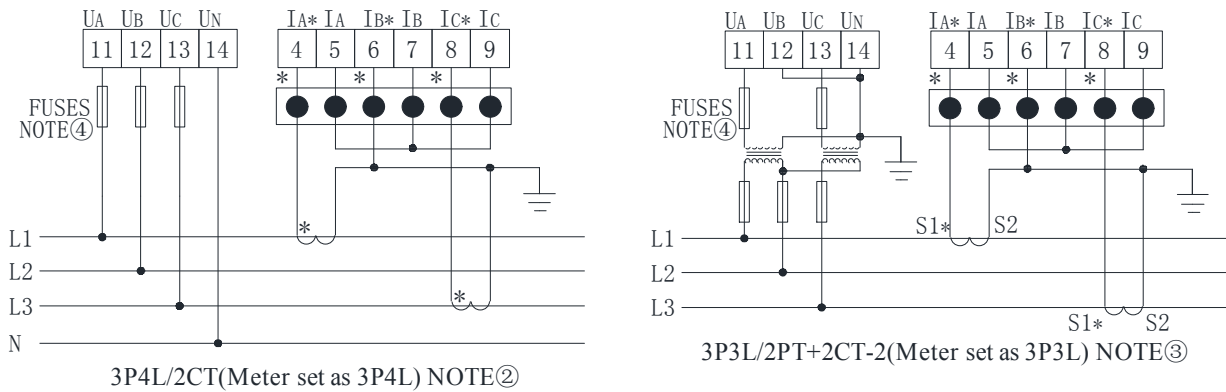 UA UB UC UN IA* IA IB* IB IC* IC
11 12 13 14 4 5 6 7 8 9
* * *
FUSES
NOTE④
*
L1
L2
*
L3
N
3P4L/2CT(Meter set as 3P4L) NOTE②
UA UB UC UN IA* IA IB* IB IC* IC
11 12 13 14 4 5 6 7 8 9
* * *
FUSES
NOTE④
S1* S2
L1
L2
L3
S1* S2
3P3L/2PT+2CT-2(Meter set as 3P3L) NOTE③